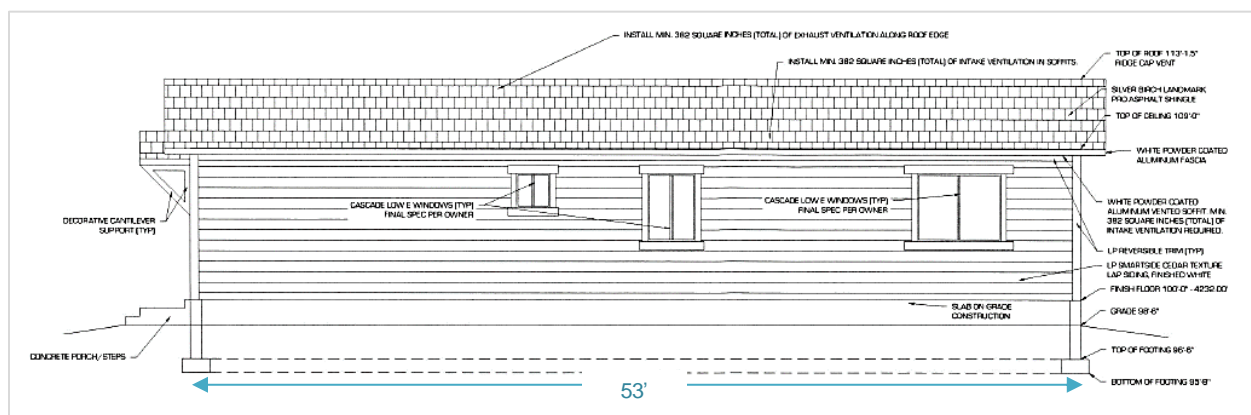 INSTALL MIN. 382 SQUARE INCHES (TOTAL) OF EXHAUST VENTILATION ALONG ROOF EDGE
INSTALL MIN. 382 SQUARE INCHES (TOTAL) OF INTAKE VENTILATION IN SOFFITS.
TOP OF ROOF 113'-1.5"
RIDGE CAP VENT
SILVER BIRCH LANDMARK
PRO ASPHALT SHINGLE
TOP OF CEILING 109'-0"
WHITE POWDER COATED
ALUMINUM FASCIA
CASCADE LOW E WINDOWS (TYP)
FINAL SPEC PER OWNER
CASCADE LOW E WINDOWS (TYP)
FINAL SPEC PER OWNER
DECORATIVE CANTILEVER
SUPPORT (TYP)
WHITE POWDER COATED
ALUMINUM VENTED SOFFIT. MIN.
382 SQUARE INCHES (TOTAL) OF
INTAKE VENTILATION REQUIRED.
LP REVERSIBLE TRIM (TYP)
LP SMARTSIDE CEDAR TEXTURE
LAP SIDING, FINISHED WHITE
FINISH FLOOR 100'-0" - 4232.00'
SLAB ON GRADE
CONSTRUCTION
GRADE 98'-6"
CONCRETE PORCH/STEPS
TOP OF FOOTING 96'-6"
BOTTOM OF FOOTING 95'-8"
53'